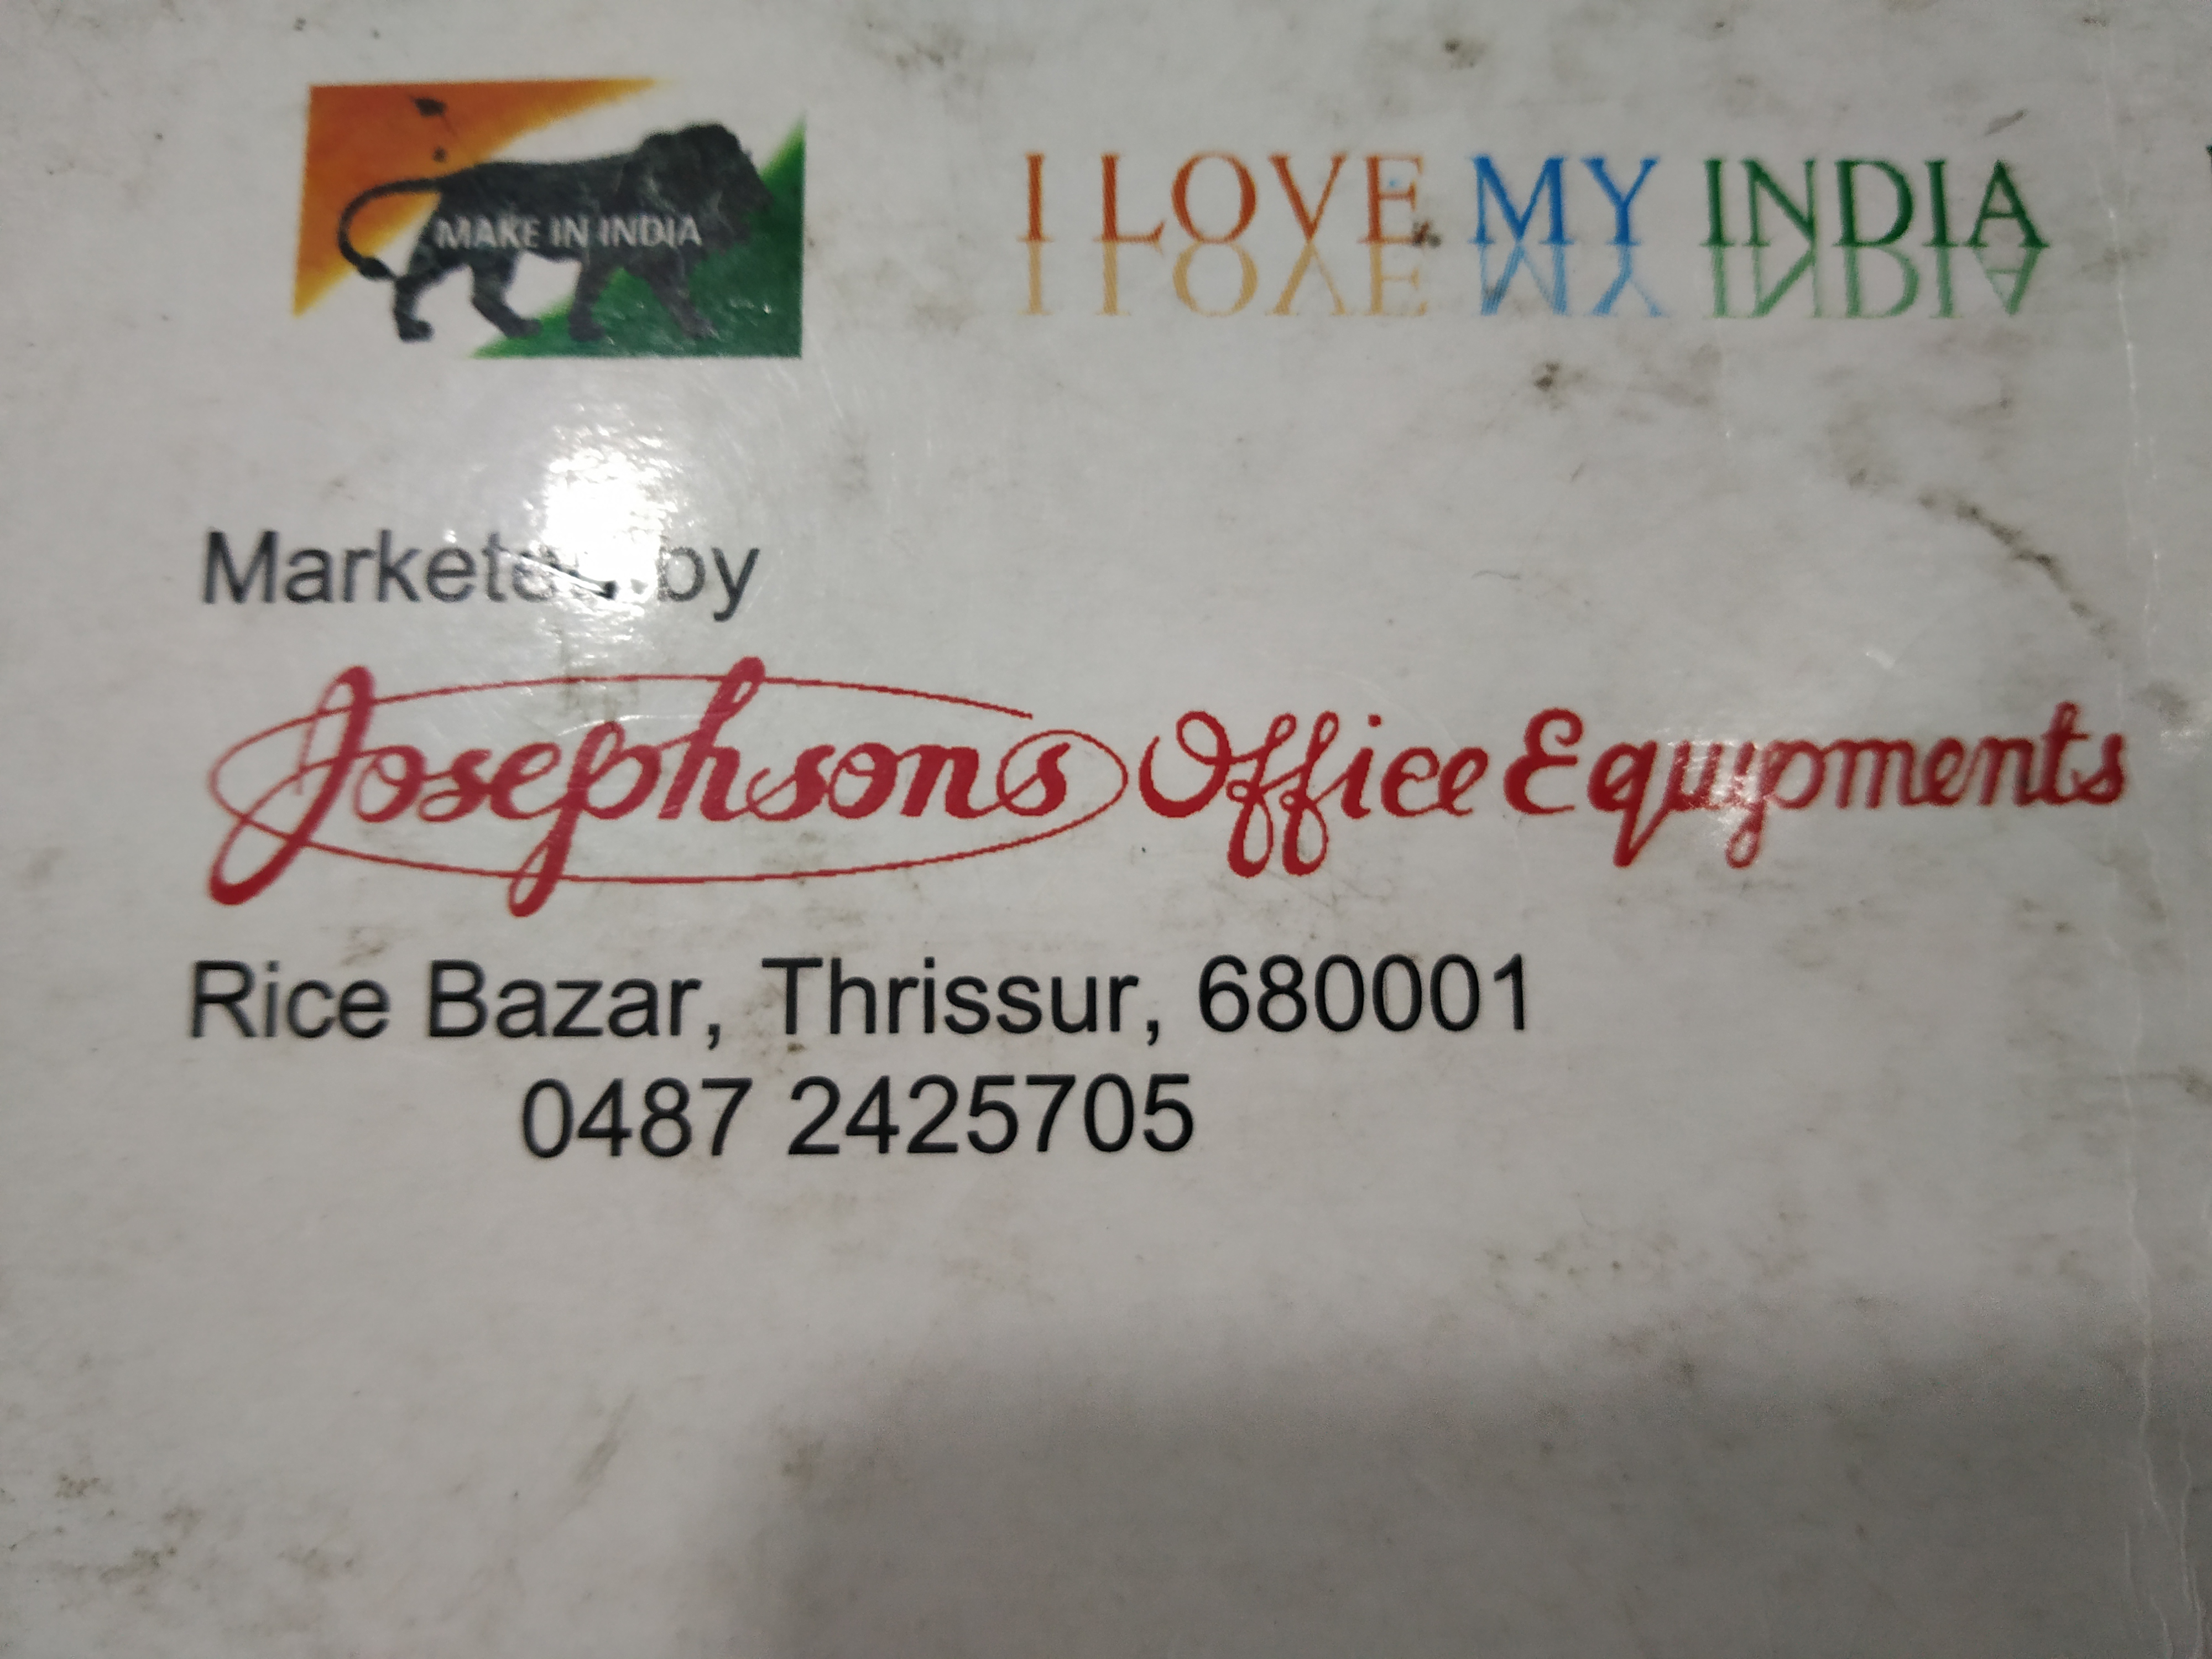 MAKE IN INDIA
I LOVE MY INDIA
Marketed by
Josephsons Office Equipments
Rice Bazar, Thrissur, 680001
0487 2425705